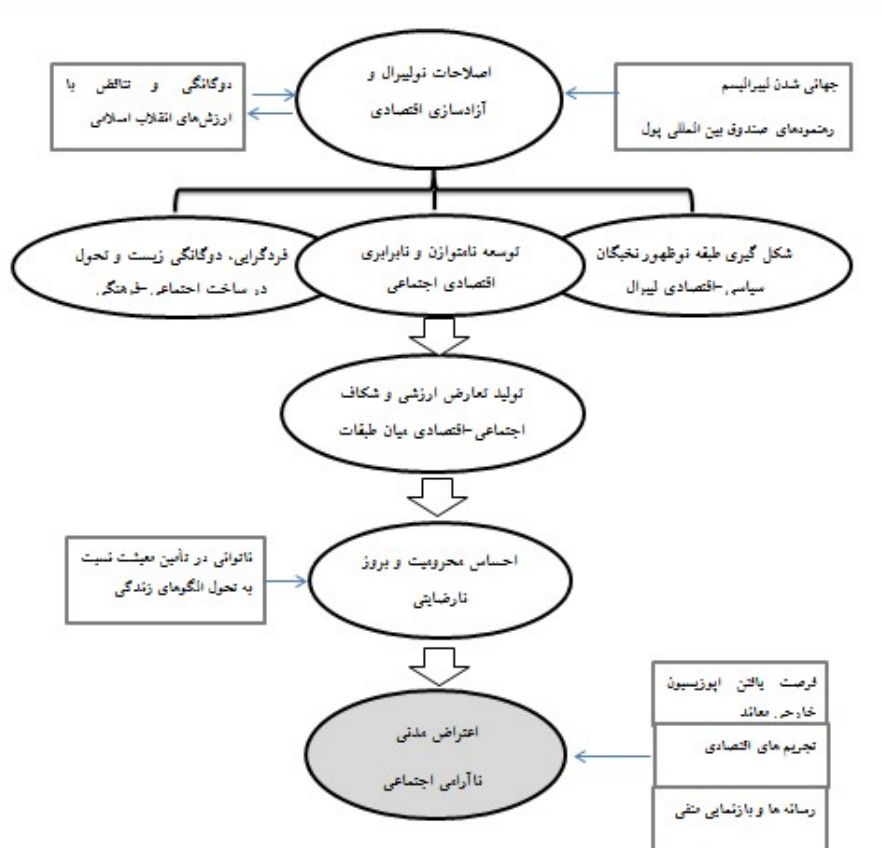 اصلاحات نولیبرال و
آزادسازی اقتصادی
جهانی شدن لیبرالیسم
رهنمودهای صندوق بین المللی پول
دوگانگی و تناقض با
ارزش‌های انقلاب اسلامی
شکل گیری طبقه نوظهور نخبگان
سیاسی-اقتصادی لیبرال
توسعه نامتوازن و نابرابری
اقتصادی اجتماعی
فردگرایی، دوگانگی زیست و تحول
در ساخت اجتماعی-فرهنگی
تولید تعارض ارزشی و شکاف
اجتماعی-اقتصادی میان طبقات
احساس محرومیت و بروز
نارضایتی
ناتوانی در تأمین معیشت نسبت
به تحول الگوهای زندگی
اعتراض مدنی
ناآرامی اجتماعی
فرصت یافتن اپوزیسیون
خارجی معاند
تحریم های اقتصادی
رسانه ها و بازنمایی منفی